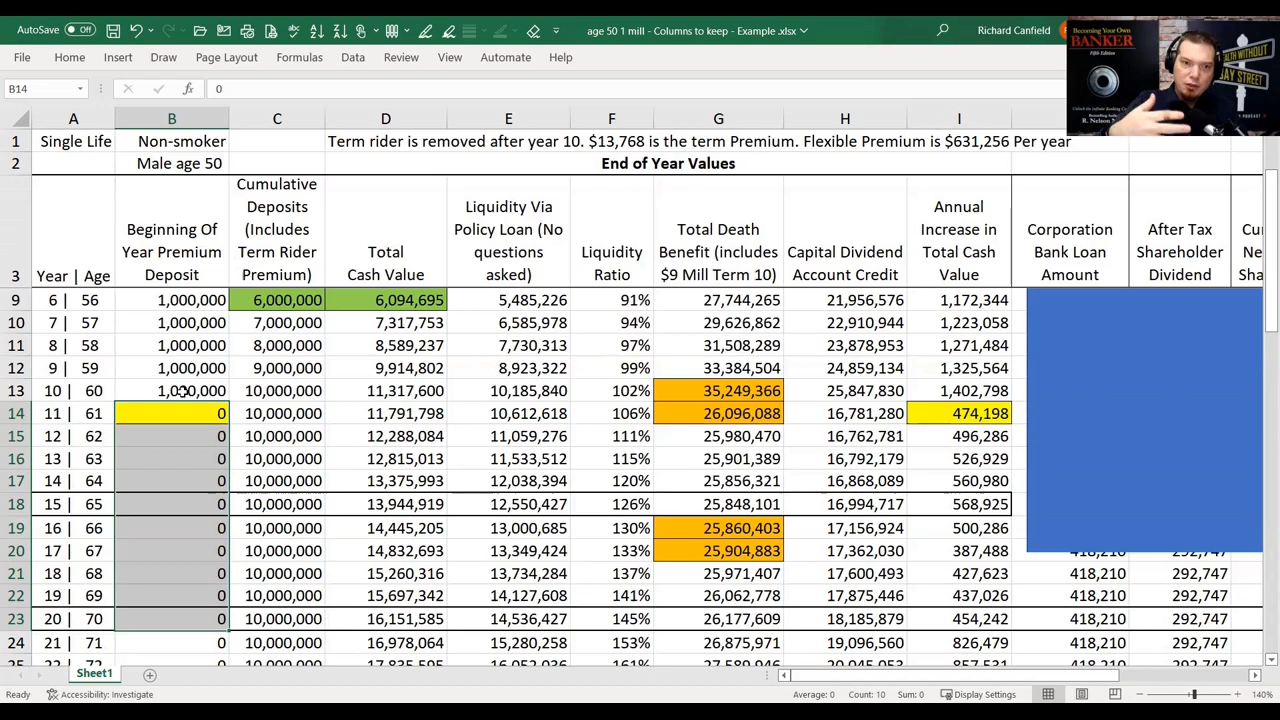 AutoSave Off age 50 1 mill - Columns to keep - Example.xlsx Richard Canfield
File Home Insert Draw Page Layout Formulas Data Review View Automate Help
B14 fx 0
Becoming Your Own
BANKER
Fifth Edition
R. Nelson
WITHOUT
BAY STREET
PODCAST
A B C D E F G H I
1 Single Life Non-smoker Term rider is removed after year 10. $13,768 is the term Premium. Flexible Premium is $631,256 Per year
2 Male age 50 End of Year Values
3 Year | Age Beginning Of Year Premium Deposit Cumulative Deposits (Includes Term Rider Premium) Total Cash Value Liquidity Via Policy Loan (No questions asked) Liquidity Ratio Total Death Benefit (includes $9 Mill Term 10) Capital Dividend Account Credit Annual Increase in Total Cash Value Corporation Bank Loan Amount After Tax Shareholder Dividend
9 6 | 56 1,000,000 6,000,000 6,094,695 5,485,226 91% 27,744,265 21,956,576 1,172,344
10 7 | 57 1,000,000 7,000,000 7,317,753 6,585,978 94% 29,626,862 22,910,944 1,223,058
11 8 | 58 1,000,000 8,000,000 8,589,237 7,730,313 97% 31,508,289 23,878,953 1,271,484
12 9 | 59 1,000,000 9,000,000 9,914,802 8,923,322 99% 33,384,504 24,859,134 1,325,564
13 10 | 60 1,000,000 10,000,000 11,317,600 10,185,840 102% 35,249,366 25,847,830 1,402,798
14 11 | 61 0 10,000,000 11,791,798 10,612,618 106% 26,096,088 16,781,280 474,198
15 12 | 62 0 10,000,000 12,288,084 11,059,276 111% 25,980,470 16,762,781 496,286
16 13 | 63 0 10,000,000 12,815,013 11,533,512 115% 25,901,389 16,792,179 526,929
17 14 | 64 0 10,000,000 13,375,993 12,038,394 120% 25,856,321 16,868,089 560,980
18 15 | 65 0 10,000,000 13,944,919 12,550,427 126% 25,848,101 16,994,717 568,925
19 16 | 66 0 10,000,000 14,445,205 13,000,685 130% 25,860,403 17,156,924 500,286
20 17 | 67 0 10,000,000 14,832,693 13,349,424 133% 25,904,883 17,362,030 387,488 418,210 292,747
21 18 | 68 0 10,000,000 15,260,316 13,734,284 137% 25,971,407 17,600,493 427,623 418,210 292,747
22 19 | 69 0 10,000,000 15,697,342 14,127,608 141% 26,062,778 17,875,446 437,026 418,210 292,747
23 20 | 70 0 10,000,000 16,151,585 14,536,427 144% 26,177,609 18,185,879 454,242 418,210 292,747
24 21 | 71 0 10,000,000 16,978,064 15,280,258 153% 26,875,971 19,096,560 826,479 418,210 292,747
Sheet1
Ready Accessibility: Investigate Average: 0 Count: 10 Sum: 0 Display Settings 140%